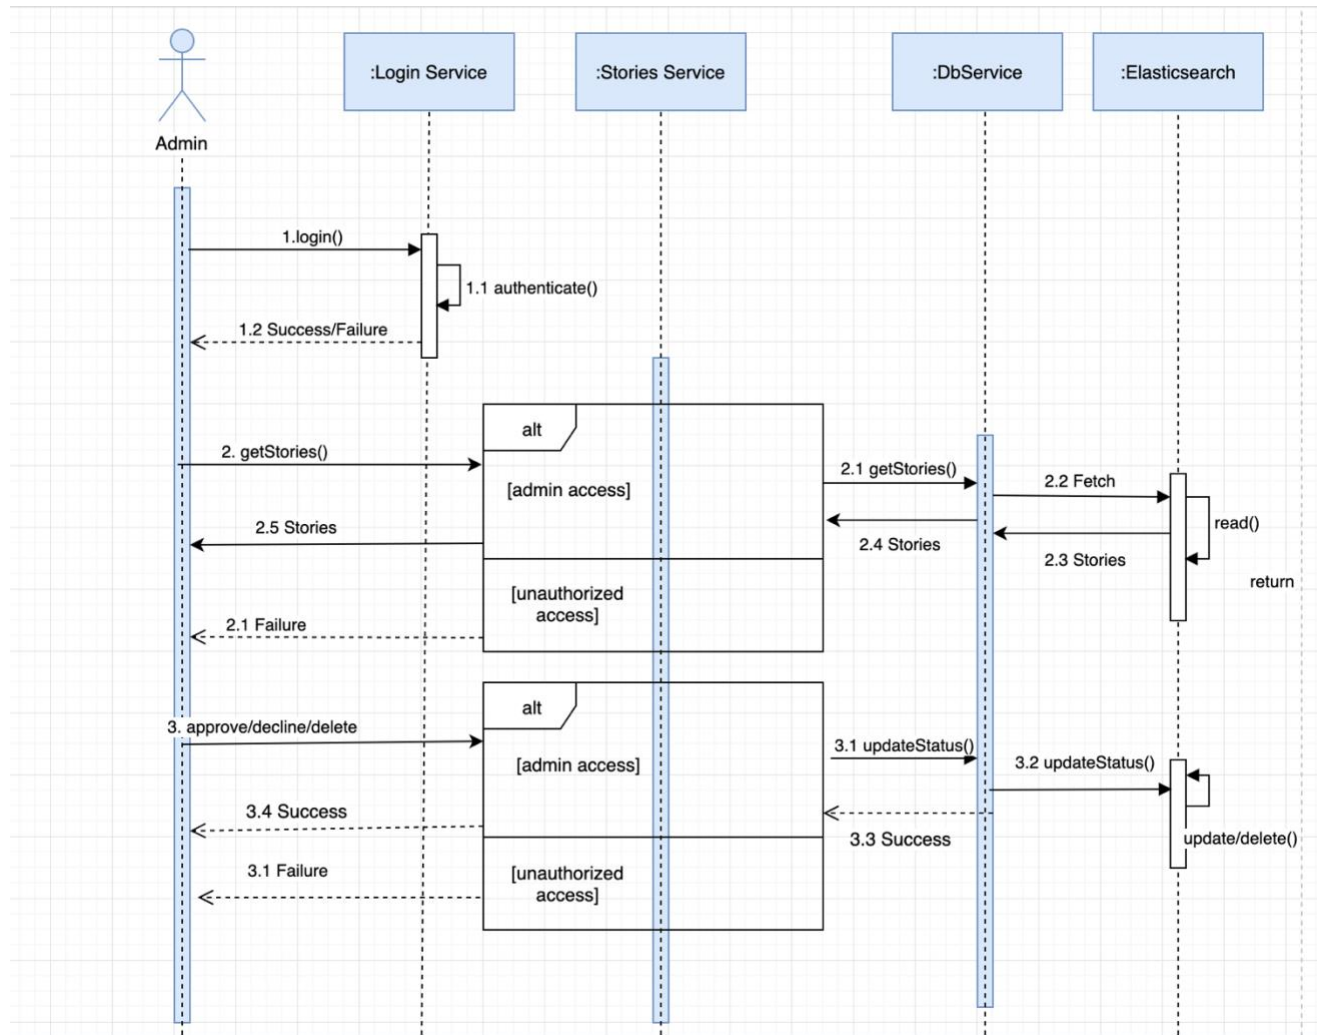 :Login Service
:Stories Service
:DbService
:Elasticsearch
Admin
1.login()
1.1 authenticate()
1.2 Success/Failure
alt
2. getStories()
[admin access]
2.1 getStories()
2.2 Fetch
read()
2.5 Stories
2.4 Stories
2.3 Stories
return
[unauthorized
access]
2.1 Failure
alt
3. approve/decline/delete
[admin access]
3.1 updateStatus()
3.2 updateStatus()
3.4 Success
3.3 Success
update/delete()
3.1 Failure
[unauthorized
access]